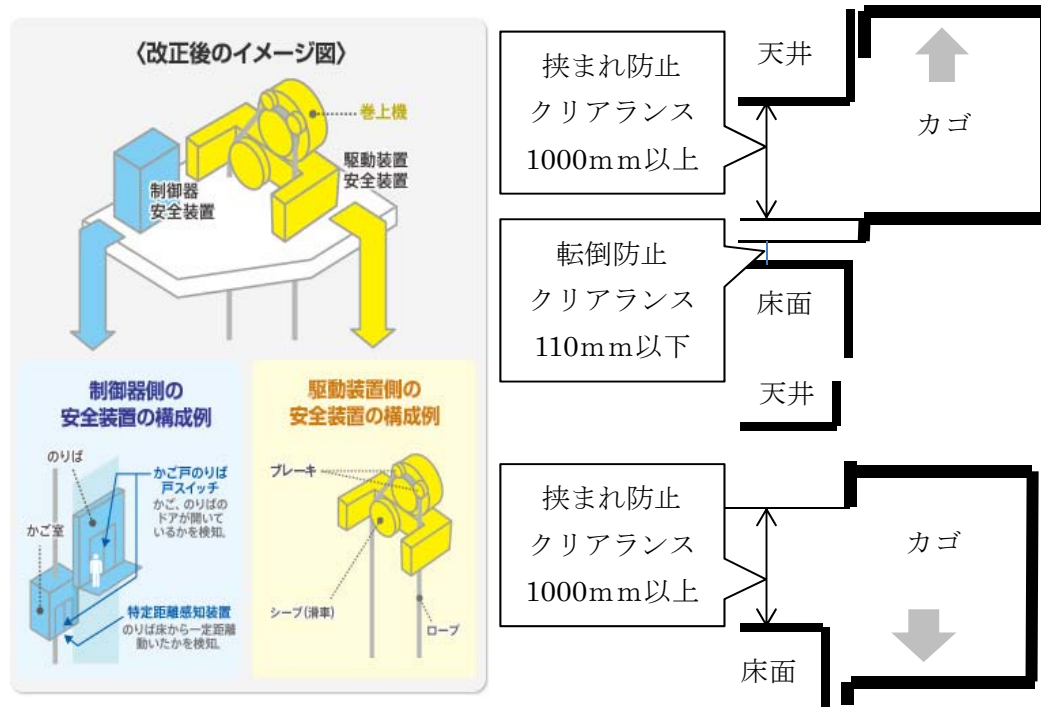 〈改正後のイメージ図〉
巻上機
駆動装置
安全装置
制御器
安全装置
制御器側の
安全装置の構成例
のりば
かご戸のりば
戸スイッチ
かご、のりばの
ドアが開いて
いるかを検知。
かご室
特定距離感知装置
のりば床から一定距離
動いたかを検知。
駆動装置側の
安全装置の構成例
ブレーキ
シーブ(滑車)
ロープ
挟まれ防止
クリアランス
1000mm以上
天井
カゴ
転倒防止
クリアランス
110mm以下
床面
天井
挟まれ防止
クリアランス
1000mm以上
カゴ
床面